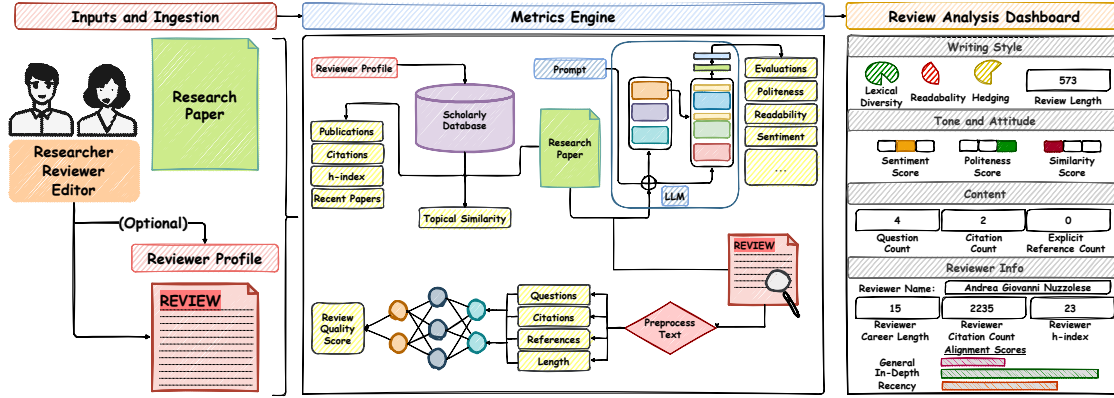 Inputs and Ingestion
Research
Paper
Researcher
Reviewer
Editor
(Optional)
Reviewer Profile
REVIEW
Metrics Engine
Reviewer Profile
Scholarly
Database
Publications
Citations
h-index
Recent Papers
Topical Similarity
Research
Paper
Prompt
LLM
Evaluations
Politeness
Readability
Sentiment
...
REVIEW
Preprocess
Text
Questions
Citations
References
Length
Review
Quality
Score
Review Analysis Dashboard
Writing Style
Lexical
Diversity
Readability
Hedging
573
Review Length
Tone and Attitude
Sentiment
Score
Politeness
Score
Similarity
Score
Content
4
Question
Count
2
Citation
Count
0
Explicit
Reference Count
Reviewer Info
Reviewer Name:
Andrea Giovanni Nuzzolese
15
Reviewer
Career Length
2235
Reviewer
Citation Count
23
Reviewer
h-index
Alignment Scores
General
In-Depth
Recency